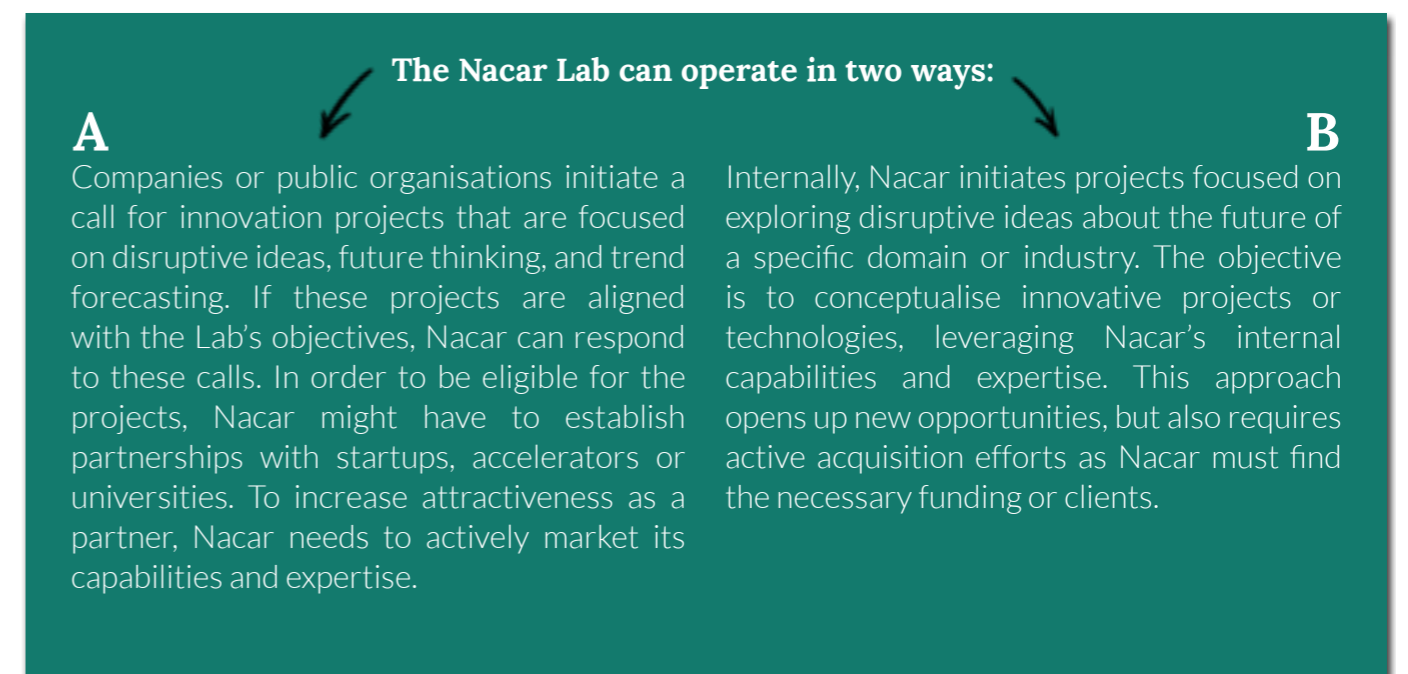 The Nacar Lab can operate in two ways:
A
Companies or public organisations initiate a
call for innovation projects that are focused
on disruptive ideas, future thinking, and trend
forecasting. If these projects are aligned
with the Lab’s objectives, Nacar can respond
to these calls. In order to be eligible for the
projects, Nacar might have to establish
partnerships with startups, accelerators or
universities. To increase attractiveness as a
partner, Nacar needs to actively market its
capabilities and expertise.
B
Internally, Nacar initiates projects focused on
exploring disruptive ideas about the future of
a specific domain or industry. The objective
is to conceptualise innovative projects or
technologies, leveraging Nacar’s internal
capabilities and expertise. This approach
opens up new opportunities, but also requires
active acquisition efforts as Nacar must find
the necessary funding or clients.